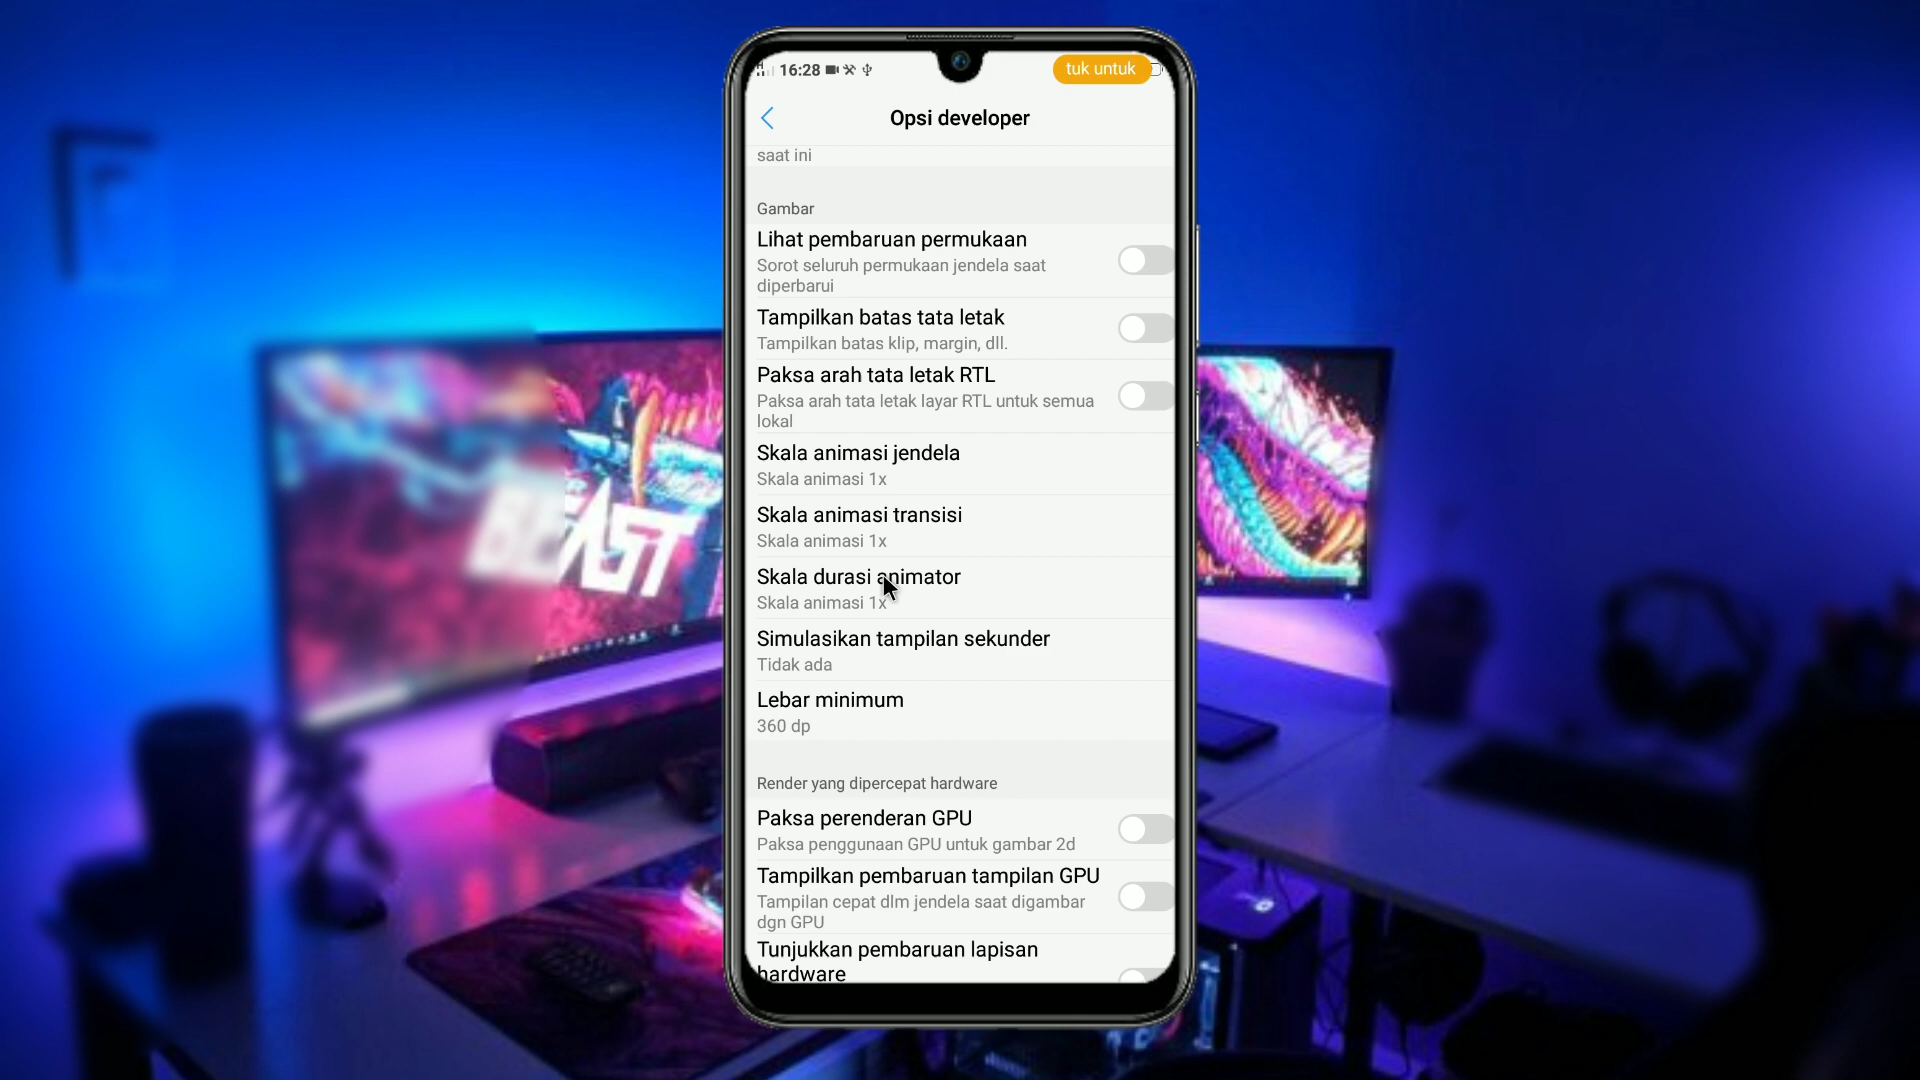 16:28
tuk untuk
Opsi developer
saat ini
Gambar
Lihat pembaruan permukaan
Sorot seluruh permukaan jendela saat
diperbarui
Tampilkan batas tata letak
Tampilkan batas klip, margin, dll.
Paksa arah tata letak RTL
Paksa arah tata letak layar RTL untuk semua
lokal
Skala animasi jendela
Skala animasi 1x
Skala animasi transisi
Skala animasi 1x
Skala durasi animator
Skala animasi 1x
Simulasikan tampilan sekunder
Tidak ada
Lebar minimum
360 dp
Render yang dipercepat hardware
Paksa perenderan GPU
Paksa penggunaan GPU untuk gambar 2d
Tampilkan pembaruan tampilan GPU
Tampilan cepat dlm jendela saat digambar
dgn GPU
Tunjukkan pembaruan lapisan
hardware
BEAST